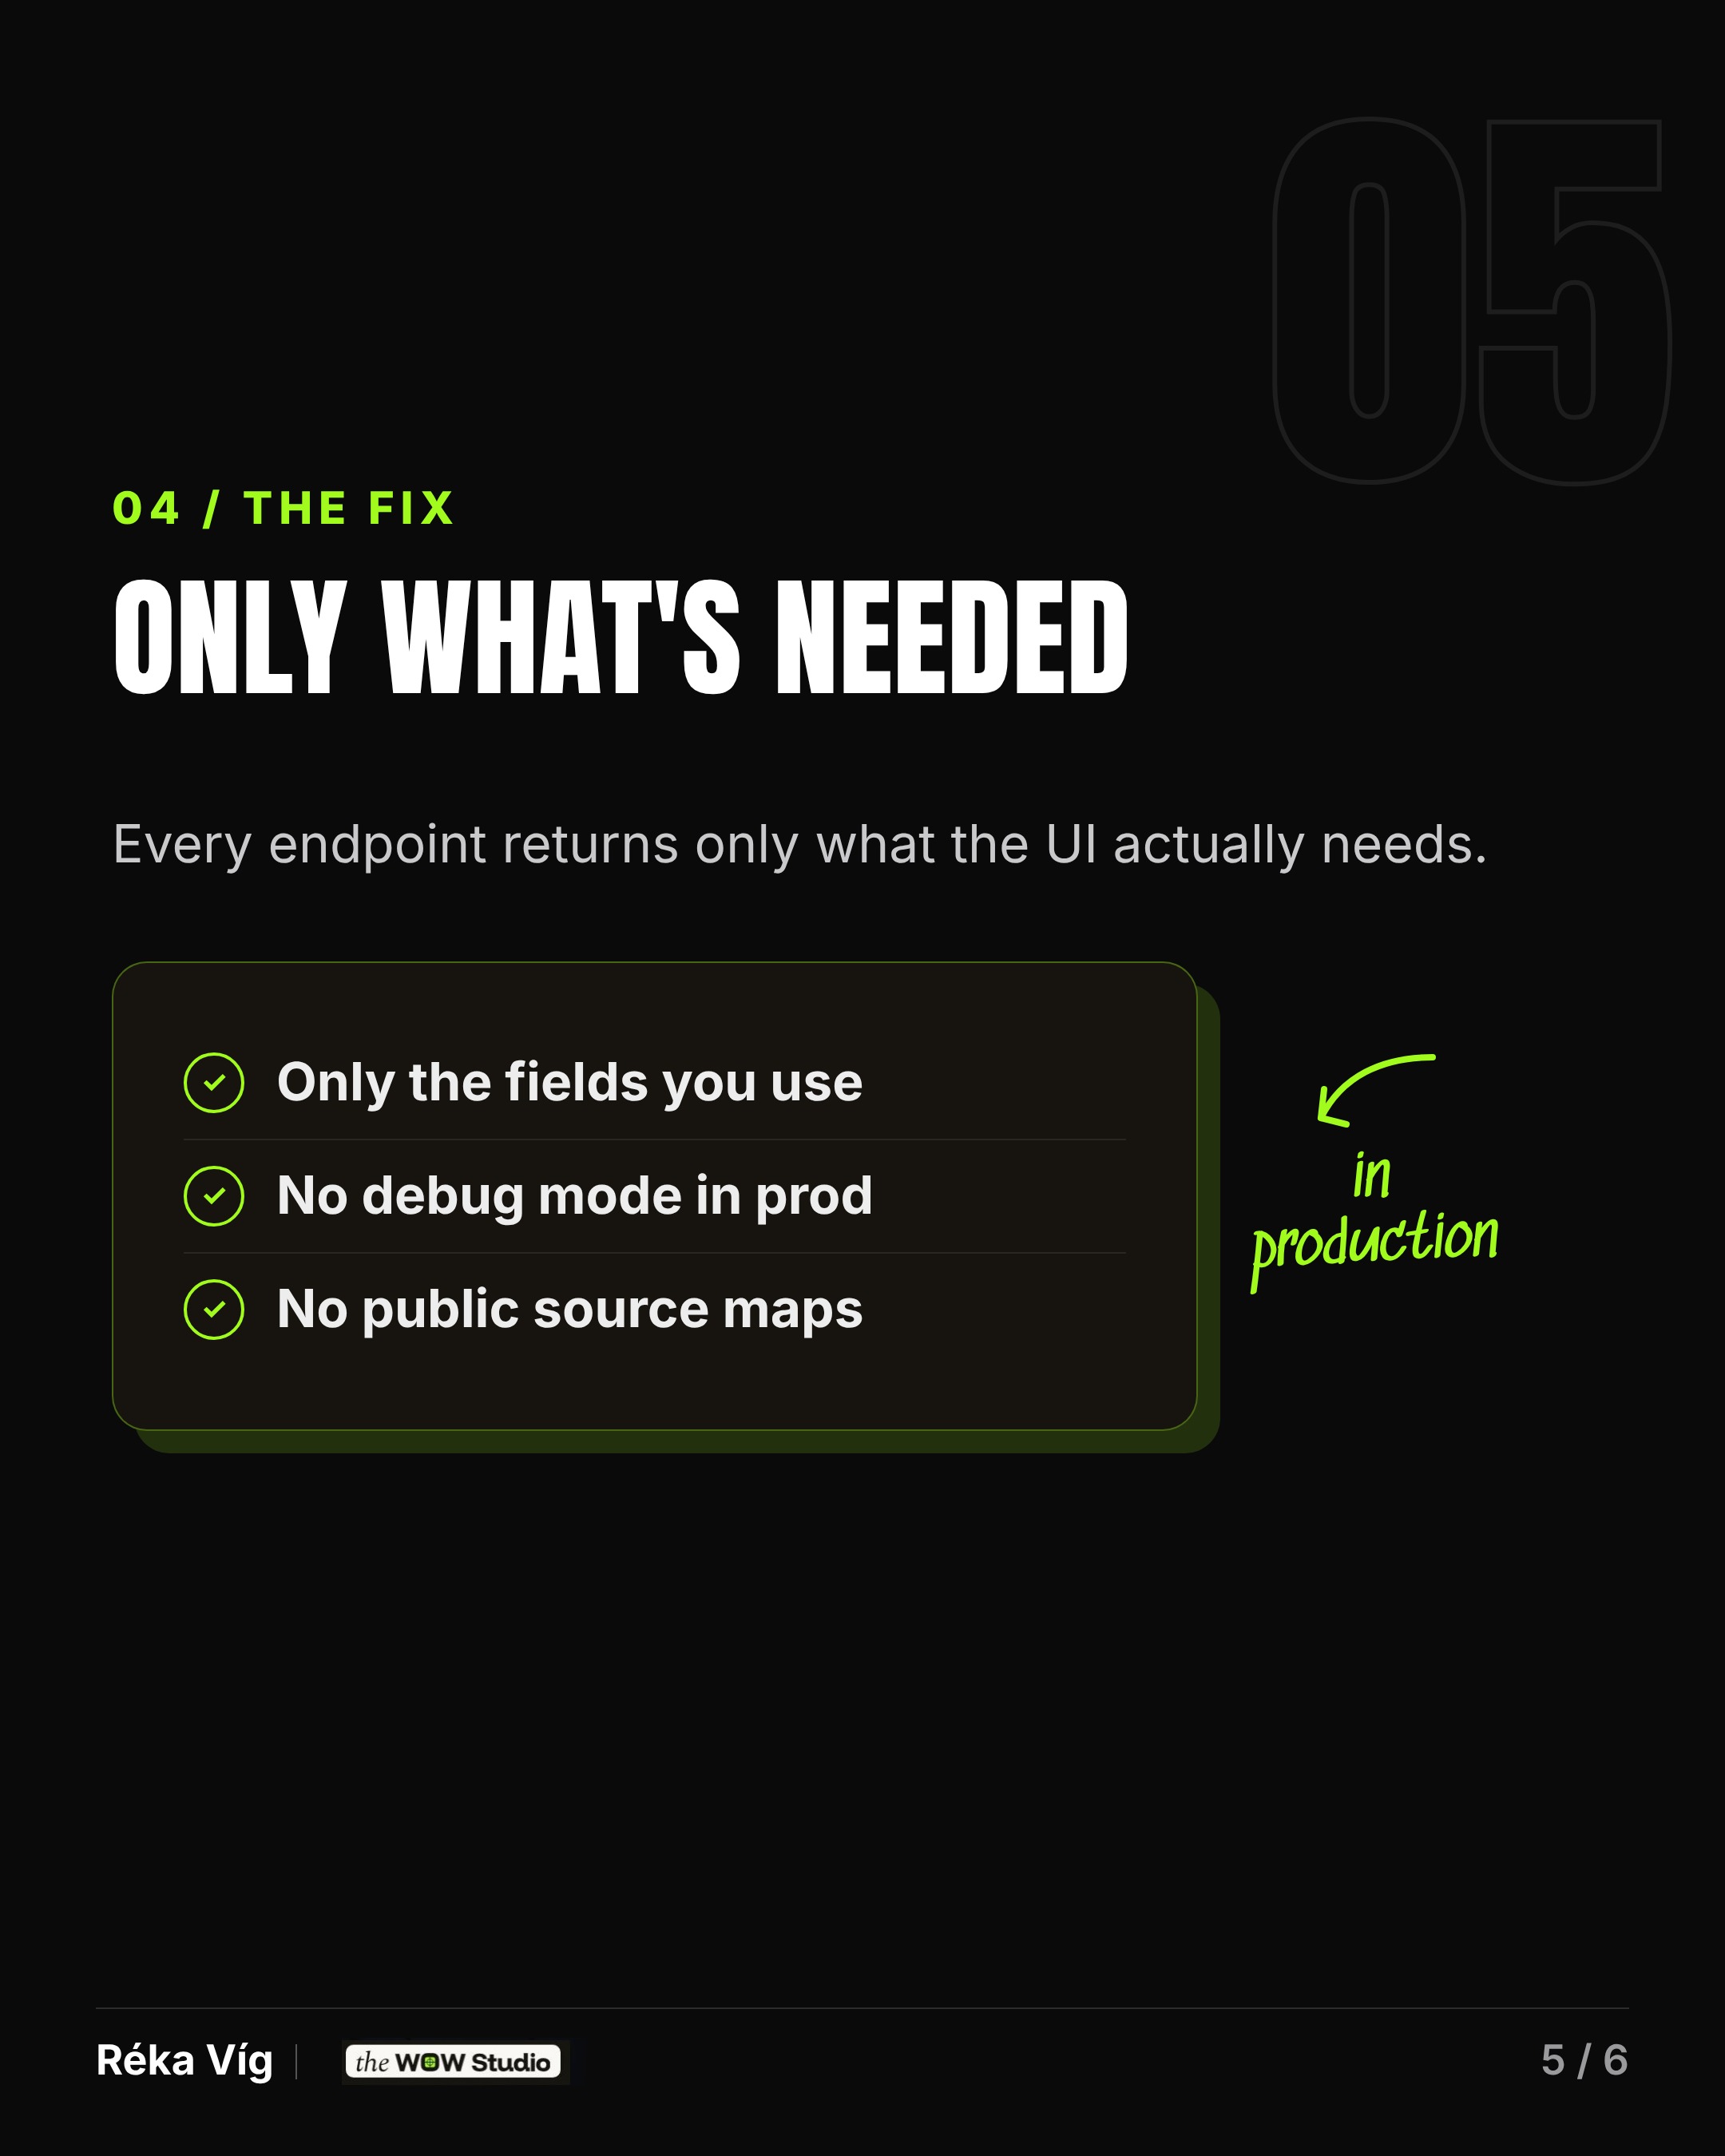 05
04 / THE FIX
ONLY WHAT'S NEEDED
Every endpoint returns only what the UI actually needs.
Only the fields you use
No debug mode in prod
No public source maps
in
production
Réka Víg
the WOW Studio
5 / 6